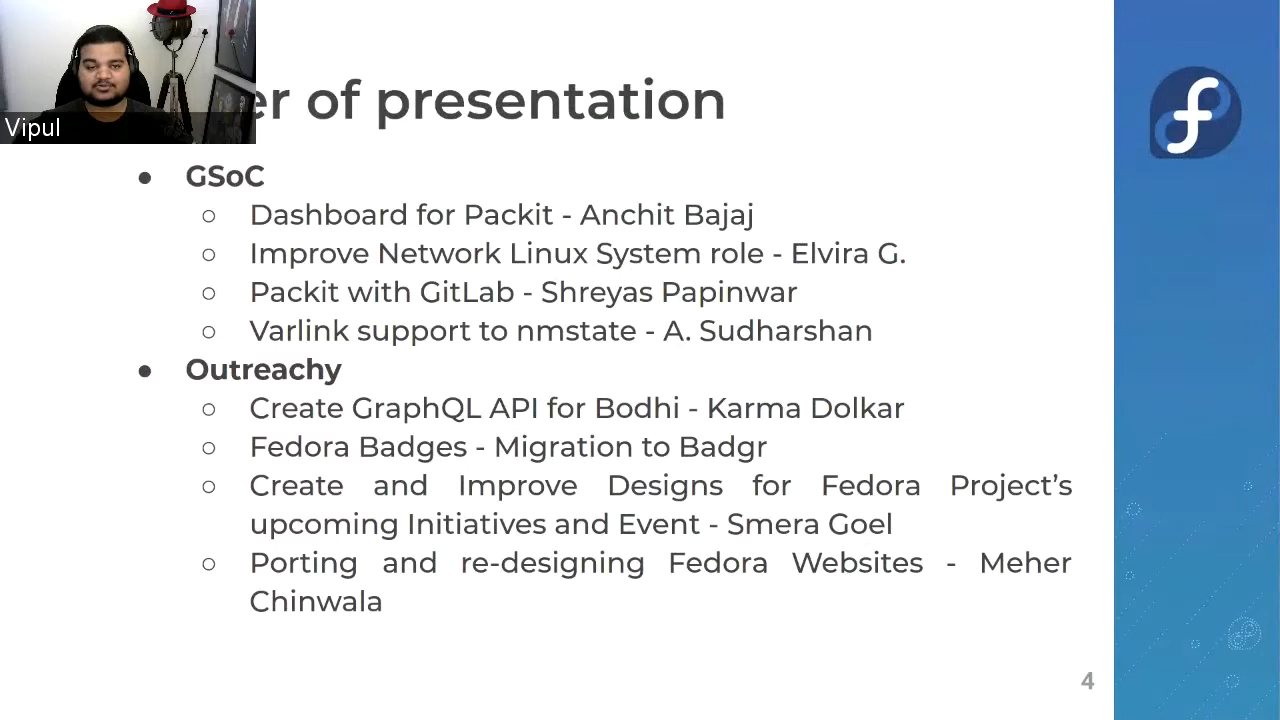 Vipul
er of presentation
● GSoC
○ Dashboard for Packit - Anchit Bajaj
○ Improve Network Linux System role - Elvira G.
○ Packit with GitLab - Shreyas Papinwar
○ Varlink support to nmstate - A. Sudharshan
● Outreachy
○ Create GraphQL API for Bodhi - Karma Dolkar
○ Fedora Badges - Migration to Badgr
○ Create and Improve Designs for Fedora Project’s
upcoming Initiatives and Event - Smera Goel
○ Porting and re-designing Fedora Websites - Meher
Chinwala
4